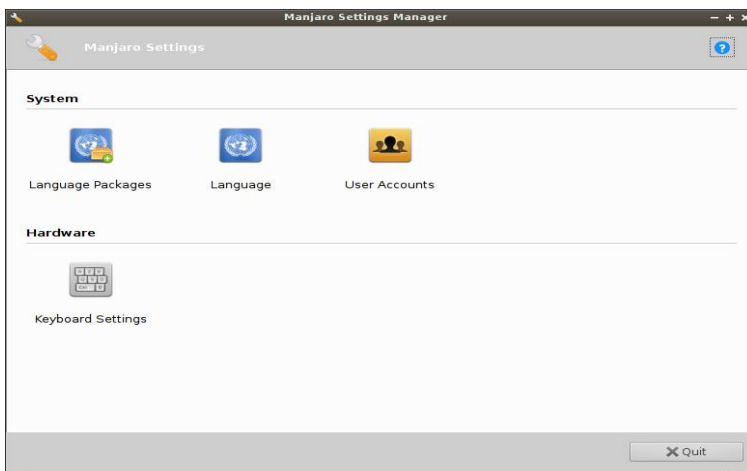 Manjaro Settings Manager
Manjaro Settings
System
Language Packages Language User Accounts
Hardware
Keyboard Settings
Quit